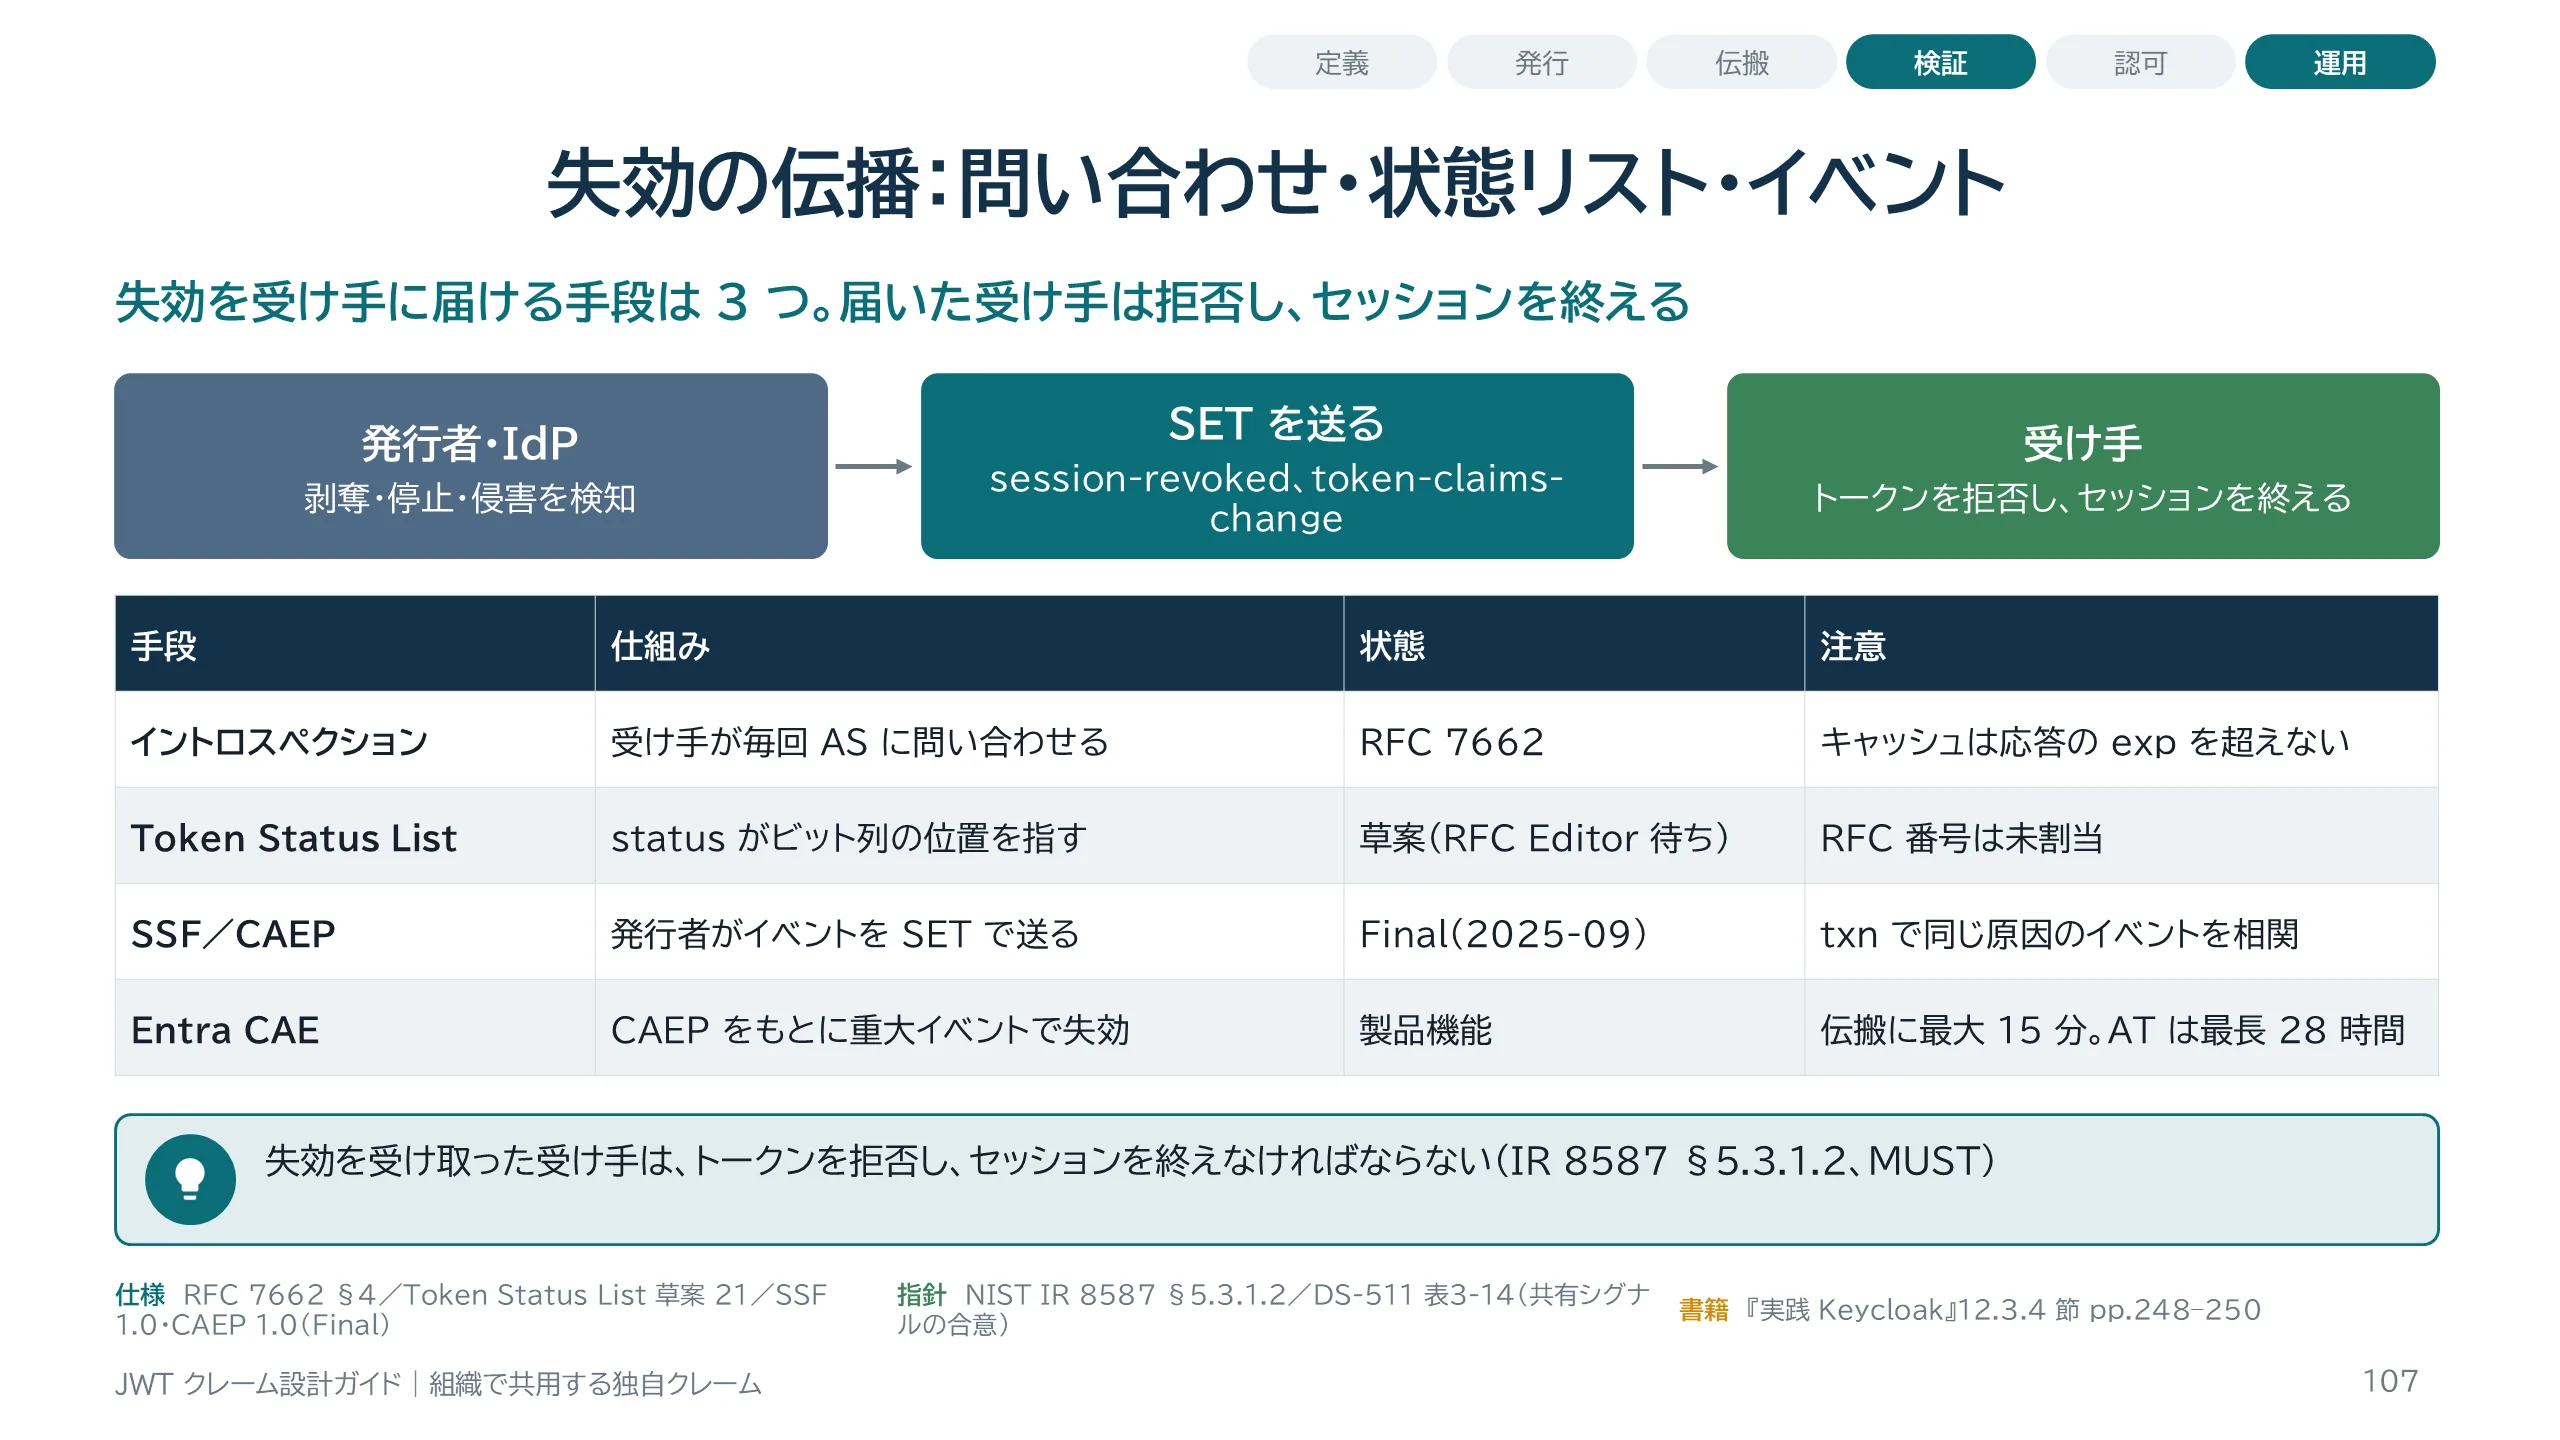 定義
発行
伝搬
検証
認可
運用
失効の伝播：問い合わせ・状態リスト・イベント
失効を受け手に届ける手段は 3 つ。届いた受け手は拒否し、セッションを終える
発行者・IdP
剥奪・停止・侵害を検知
SET を送る
session-revoked、token-claims-
change
受け手
トークンを拒否し、セッションを終える
手段
仕組み
状態
注意
イントロスペクション
受け手が毎回 AS に問い合わせる
RFC 7662
キャッシュは応答の exp を超えない
Token Status List
status がビット列の位置を指す
草案（RFC Editor 待ち）
RFC 番号は未割当
SSF／CAEP
発行者がイベントを SET で送る
Final（2025-09）
txn で同じ原因のイベントを相関
Entra CAE
CAEP をもとに重大イベントで失効
製品機能
伝搬に最大 15 分。AT は最長 28 時間
失効を受け取った受け手は、トークンを拒否し、セッションを終えなければならない（IR 8587 §5.3.1.2、MUST）
仕様 RFC 7662 §4／Token Status List 草案 21／SSF
1.0・CAEP 1.0（Final）
指針 NIST IR 8587 §5.3.1.2／DS-511 表3-14（共有シグナ
ルの合意）
書籍 『実践 Keycloak』12.3.4 節 pp.248–250
JWT クレーム設計ガイド｜組織で共用する独自クレーム
107